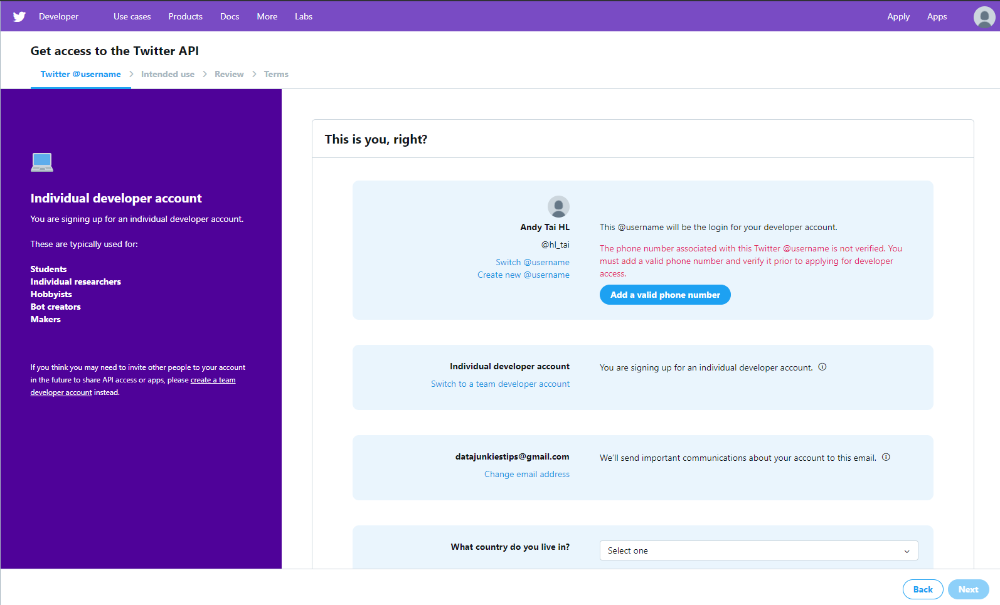 Developer Use cases Products Docs More Labs Apply Apps
Get access to the Twitter API
Twitter @username > Intended use > Review > Terms
Individual developer account
You are signing up for an individual developer account.
These are typically used for:
Students
Individual researchers
Hobbyists
Bot creators
Makers
If you think you may need to invite other people to your account
in the future to share API access or apps, please create a team
developer account instead.
This is you, right?
Andy Tai HL
@hl_tai
Switch @username
Create new @username
This @username will be the login for your developer account.
The phone number associated with this Twitter @username is not verified. You
must add a valid phone number and verify it prior to applying for developer
access.
Add a valid phone number
Individual developer account
Switch to a team developer account
You are signing up for an individual developer account.
datajunkiestips@gmail.com
Change email address
We'll send important communications about your account to this email.
What country do you live in?
Select one
Back
Next